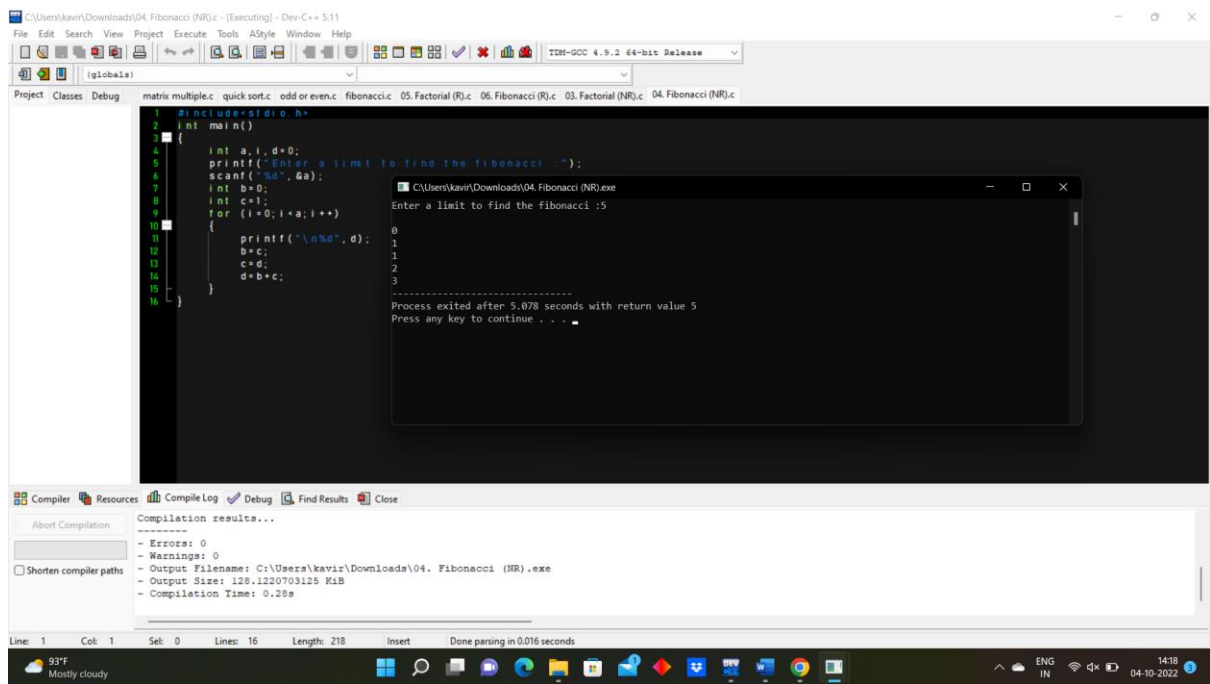 C:\Users\kavir\Downloads\04. Fibonacci (NR).c - [Executing] - Dev-C++ 5.11
File Edit Search View Project Execute Tools AStyle Window Help
TDM-GCC 4.9.2 64-bit Release
(globals)
Project Classes Debug
matrix multiple.c quick sort.c odd or even.c fibonacci.c 05. Factorial (R).c 06. Fibonacci (R).c 03. Factorial (NR).c 04. Fibonacci (NR).c
1 #include<stdio.h>
2 int main()
3 {
4 int a,i,d=0;
5 printf("Enter a limit to find the fibonacci :");
6 scanf("%d",&a);
7 int b=0;
8 int c=1;
9 for (i=0;i<a;i++)
10 {
11 printf("\n%d",d);
12 b=c;
13 c=d;
14 d=b+c;
15 }
16 }
C:\Users\kavir\Downloads\04. Fibonacci (NR).exe
Enter a limit to find the fibonacci :5
0
1
1
2
3
--------------------------------
Process exited after 5.078 seconds with return value 5
Press any key to continue . . .
Compiler Resources Compile Log Debug Find Results Close
Abort Compilation
Shorten compiler paths
Compilation results...
--------
- Errors: 0
- Warnings: 0
- Output Filename: C:\Users\kavir\Downloads\04. Fibonacci (NR).exe
- Output Size: 128.1220703125 KiB
- Compilation Time: 0.28s
Line: 1 Col: 1 Sel: 0 Lines: 16 Length: 218 Insert Done parsing in 0.016 seconds
93°F
Mostly cloudy
DEV
ENG
IN
14:18
04-10-2022
3